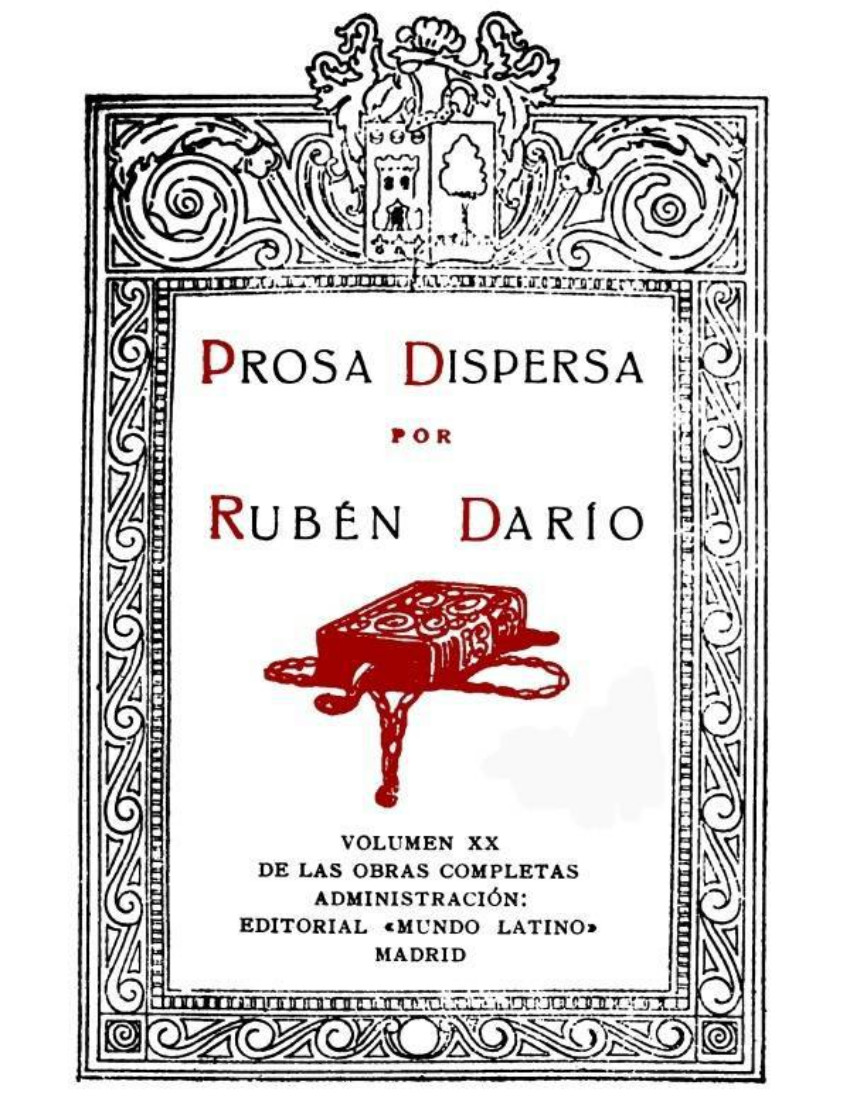 PROSA DISPERSA
POR
RUBÉN DARÍO
VOLUMEN XX
DE LAS OBRAS COMPLETAS
ADMINISTRACIÓN:
EDITORIAL «MUNDO LATINO»
MADRID